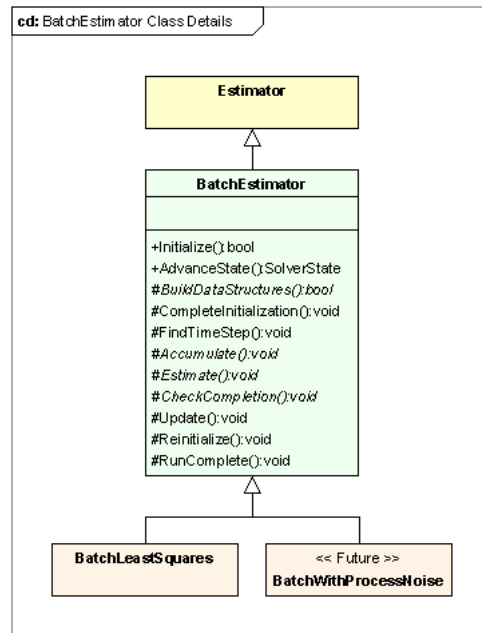 cd: BatchEstimator Class Details
Estimator
BatchEstimator
+Initialize():bool
+AdvanceState():SolverState
#BuildDataStructures():bool
#CompleteInitialization():void
#FindTimeStep():void
#Accumulate():void
#Estimate():void
#CheckCompletion():void
#Update():void
#Reinitialize():void
#RunComplete():void
BatchLeastSquares
<< Future >>
BatchWithProcessNoise